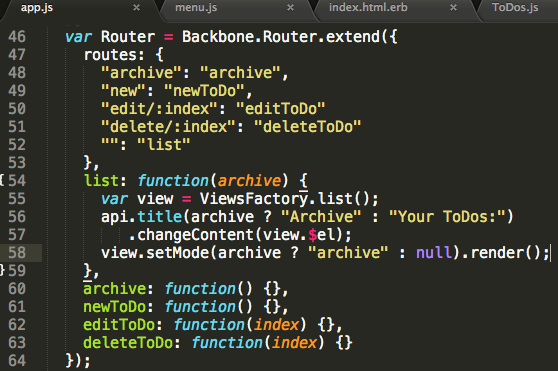 app.js × menu.js × index.html.erb × ToDos.js
46 var Router = Backbone.Router.extend({
47 routes: {
48 "archive": "archive",
49 "new": "newToDo",
50 "edit/:index": "editToDo"
51 "delete/:index": "deleteToDo"
52 "": "list"
53 },
54 list: function(archive) {
55 var view = ViewsFactory.list();
56 api.title(archive ? "Archive" : "Your ToDos:")
57 .changeContent(view.$el);
58 view.setMode(archive ? "archive" : null).render();
59 },
60 archive: function() {},
61 newToDo: function() {},
62 editToDo: function(index) {},
63 deleteToDo: function(index) {}
64 });